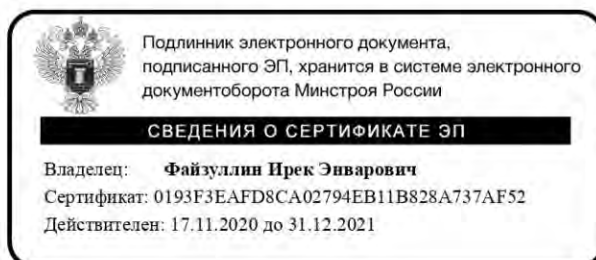 Подлинник электронного документа,
подписанного ЭП, хранится в системе электронного
документоборота Минстроя России
СВЕДЕНИЯ О СЕРТИФИКАТЕ ЭП
Владелец: Файзуллин Ирек Энварович
Сертификат: 0193F3EAFD8CA02794EB11B828A737AF52
Действителен: 17.11.2020 до 31.12.2021